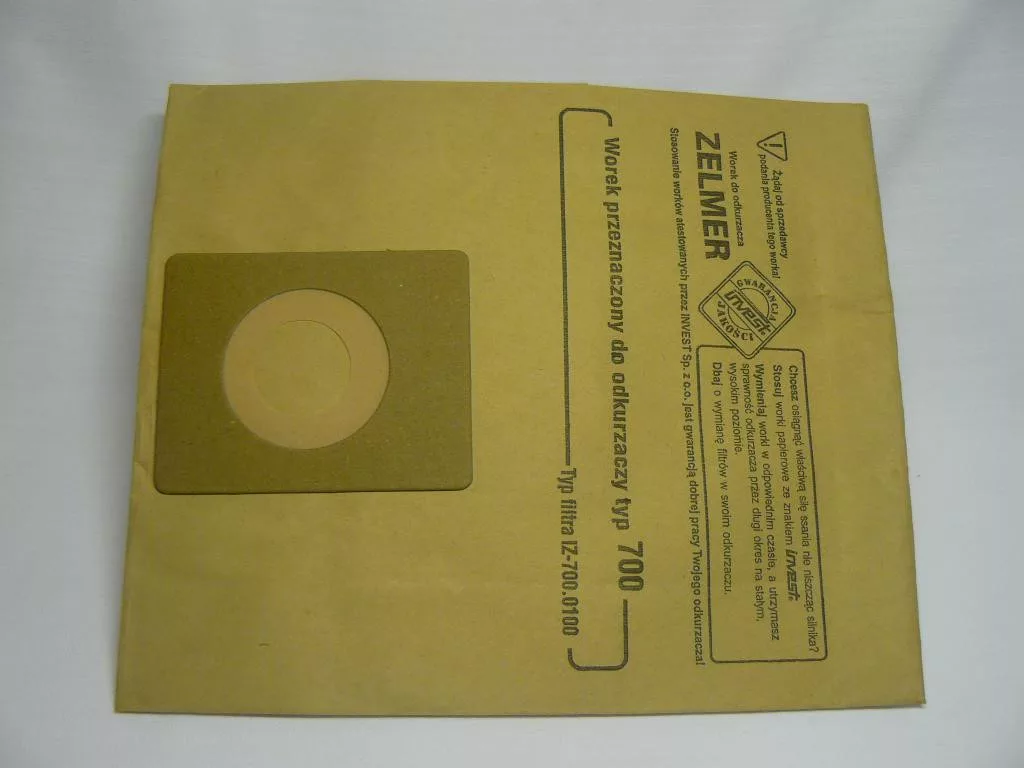 Żądaj od sprzedawcy
podania producenta tego worka!
Worek do odkurzacza
ZELMER
GWARANCJA
invest
JAKOŚCI
Stosowanie worków atestowanych przez INVEST Sp. z o.o. jest gwarancją dobrej pracy Twojego odkurzacza!
Chcesz osiągnąć właściwą siłę ssania nie niszcząc silnika?
Stosuj worki papierowe ze znakiem invest.
Wymieniaj worki w odpowiednim czasie, a utrzymasz
sprawność odkurzacza przez długi okres na stałym,
wysokim poziomie.
Dbaj o wymianę filtrów w swoim odkurzaczu.
Worek przeznaczony do odkurzaczy typ 700
Typ filtra IZ-700.0100